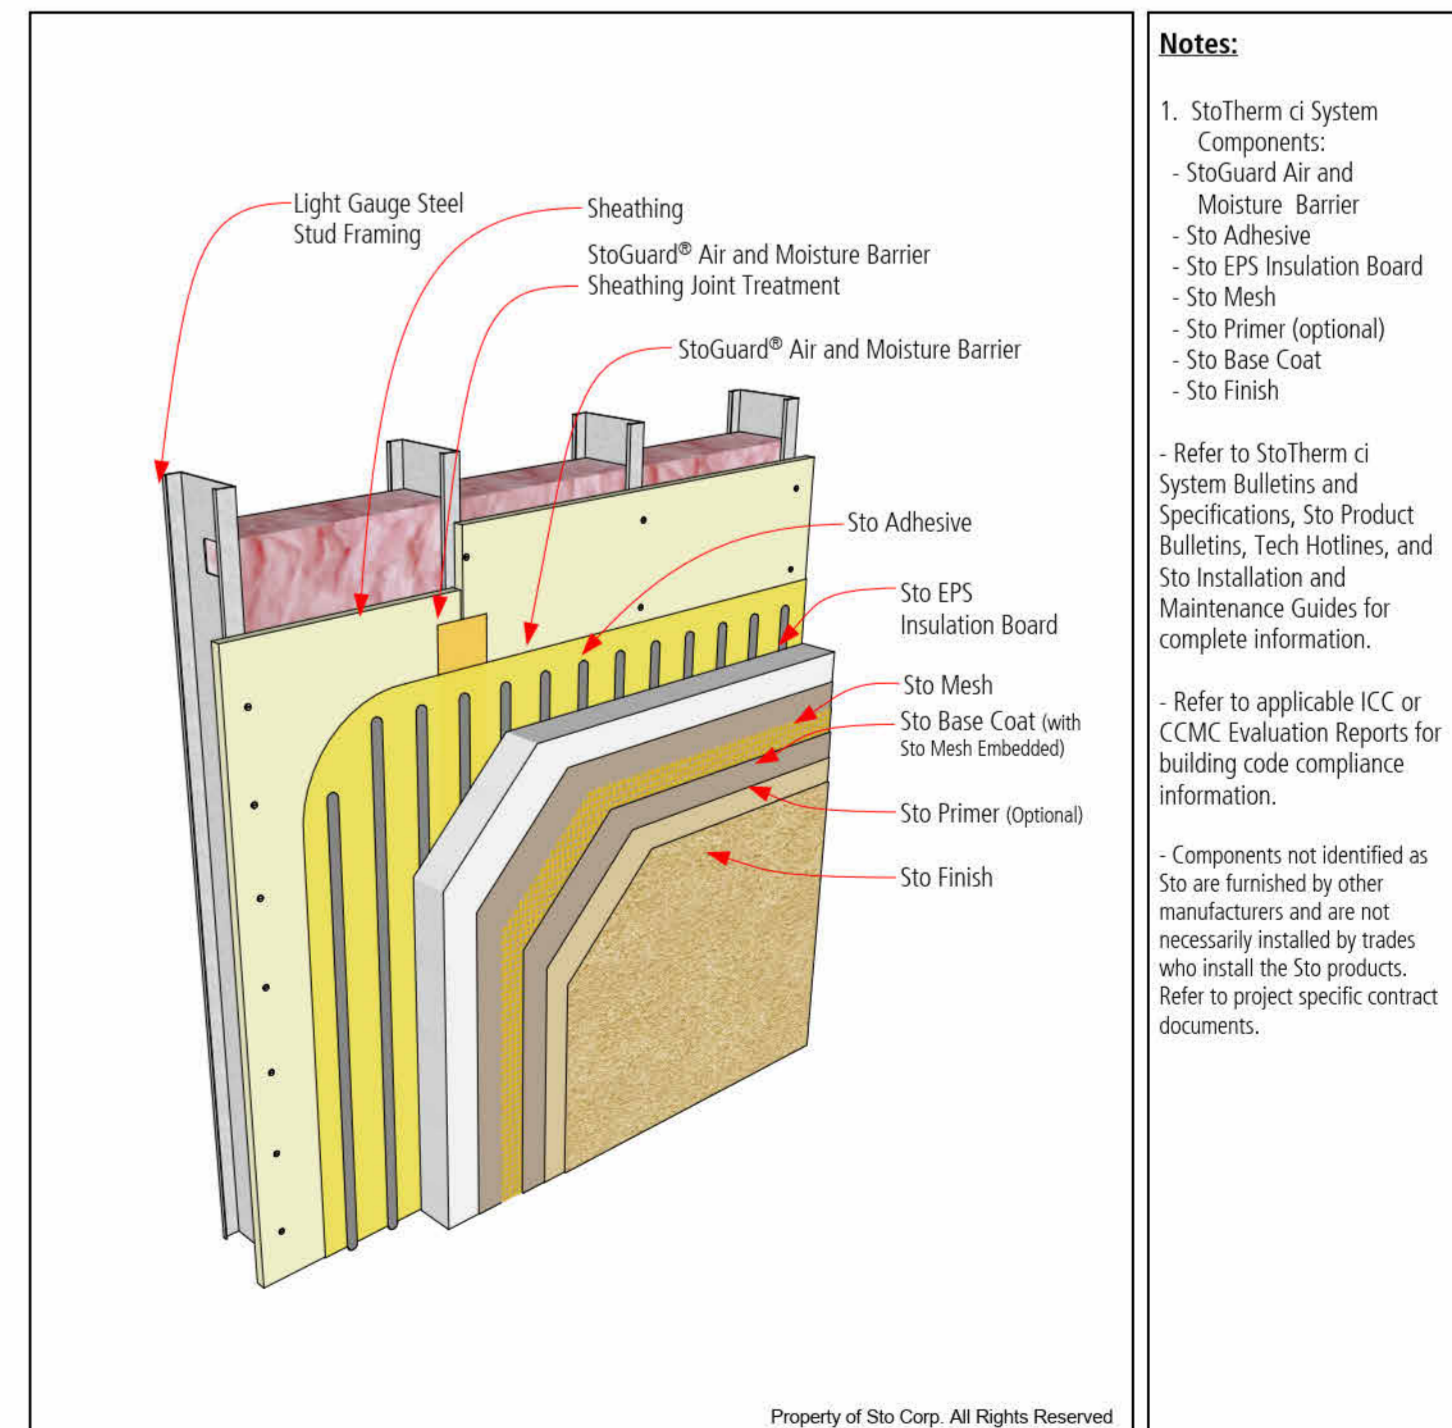 Light Gauge Steel
Stud Framing
Sheathing
StoGuard® Air and Moisture Barrier
Sheathing Joint Treatment
StoGuard® Air and Moisture Barrier
Sto Adhesive
Sto EPS
Insulation Board
Sto Mesh
Sto Base Coat (with
Sto Mesh Embedded)
Sto Primer (Optional)
Sto Finish
Property of Sto Corp. All Rights Reserved
Notes:
1. StoTherm ci System
Components:
- StoGuard Air and
Moisture Barrier
- Sto Adhesive
- Sto EPS Insulation Board
- Sto Mesh
- Sto Primer (optional)
- Sto Base Coat
- Sto Finish
- Refer to StoTherm ci
System Bulletins and
Specifications, Sto Product
Bulletins, Tech Hotlines, and
Sto Installation and
Maintenance Guides for
complete information.
- Refer to applicable ICC or
CCMC Evaluation Reports for
building code compliance
information.
- Components not identified as
Sto are furnished by other
manufacturers and are not
necessarily installed by trades
who install the Sto products.
Refer to project specific contract
documents.